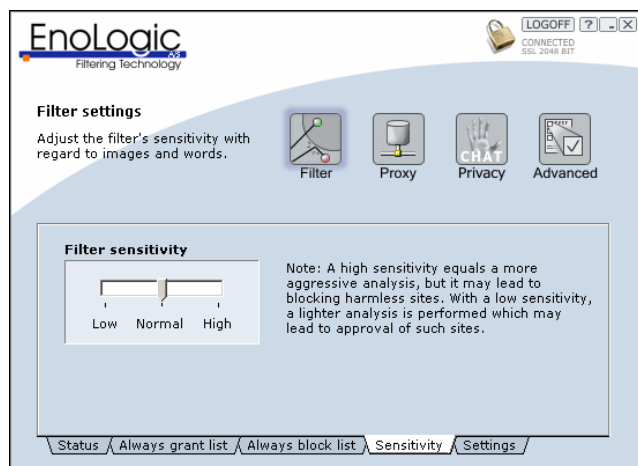 EnoLogic
AS
Filtering Technology
LOGOFF ? _ X
CONNECTED
SSL 2048 BIT
Filter settings
Adjust the filter's sensitivity with
regard to images and words.
CHAT
Filter Proxy Privacy Advanced
Filter sensitivity
Low Normal High
Note: A high sensitivity equals a more
aggressive analysis, but it may lead to
blocking harmless sites. With a low sensitivity,
a lighter analysis is performed which may
lead to approval of such sites.
Status Always grant list Always block list Sensitivity Settings